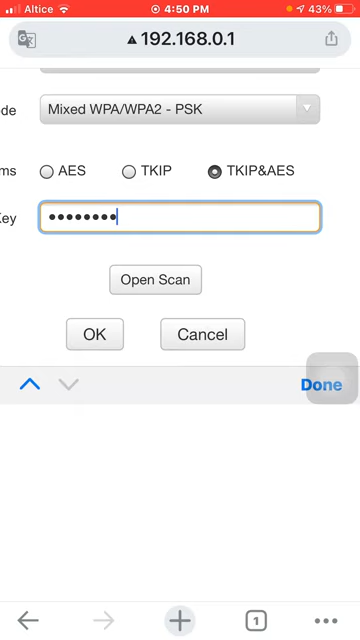 Altice 4:50 PM 43%
192.168.0.1
de Mixed WPA/WPA2 - PSK
ms AES TKIP TKIP&AES
Key ••••••••
Open Scan
OK Cancel
Done
1